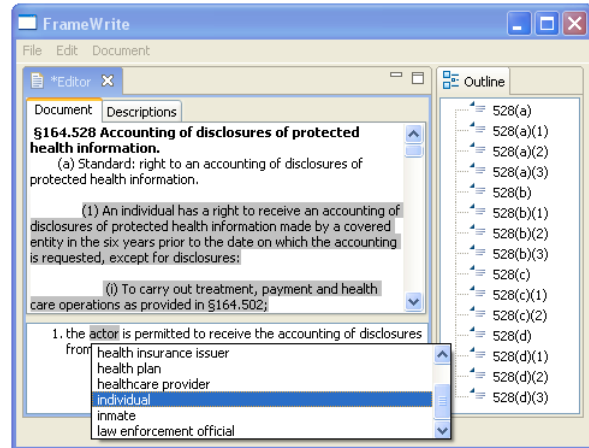 FrameWrite
File Edit Document
*Editor
Outline
Document Descriptions
§164.528 Accounting of disclosures of protected
health information.
(a) Standard: right to an accounting of disclosures of
protected health information.
(1) An individual has a right to receive an accounting of
disclosures of protected health information made by a covered
entity in the six years prior to the date on which the accounting
is requested, except for disclosures:
(i) To carry out treatment, payment and health
care operations as provided in §164.502;
1. the actor is permitted to receive the accounting of disclosures
from
health insurance issuer
health plan
healthcare provider
individual
inmate
law enforcement official
528(a)
528(a)(1)
528(a)(2)
528(a)(3)
528(b)
528(b)(1)
528(b)(2)
528(b)(3)
528(c)
528(c)(1)
528(c)(2)
528(d)
528(d)(1)
528(d)(2)
528(d)(3)